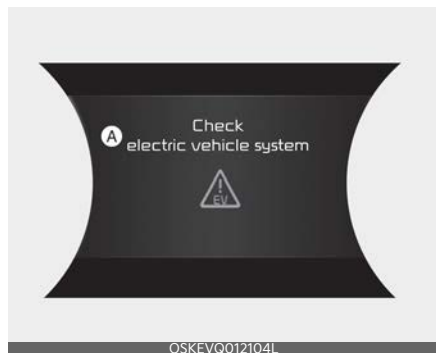 A
Check
electric vehicle system
!
EV
OSKEVQ012104L